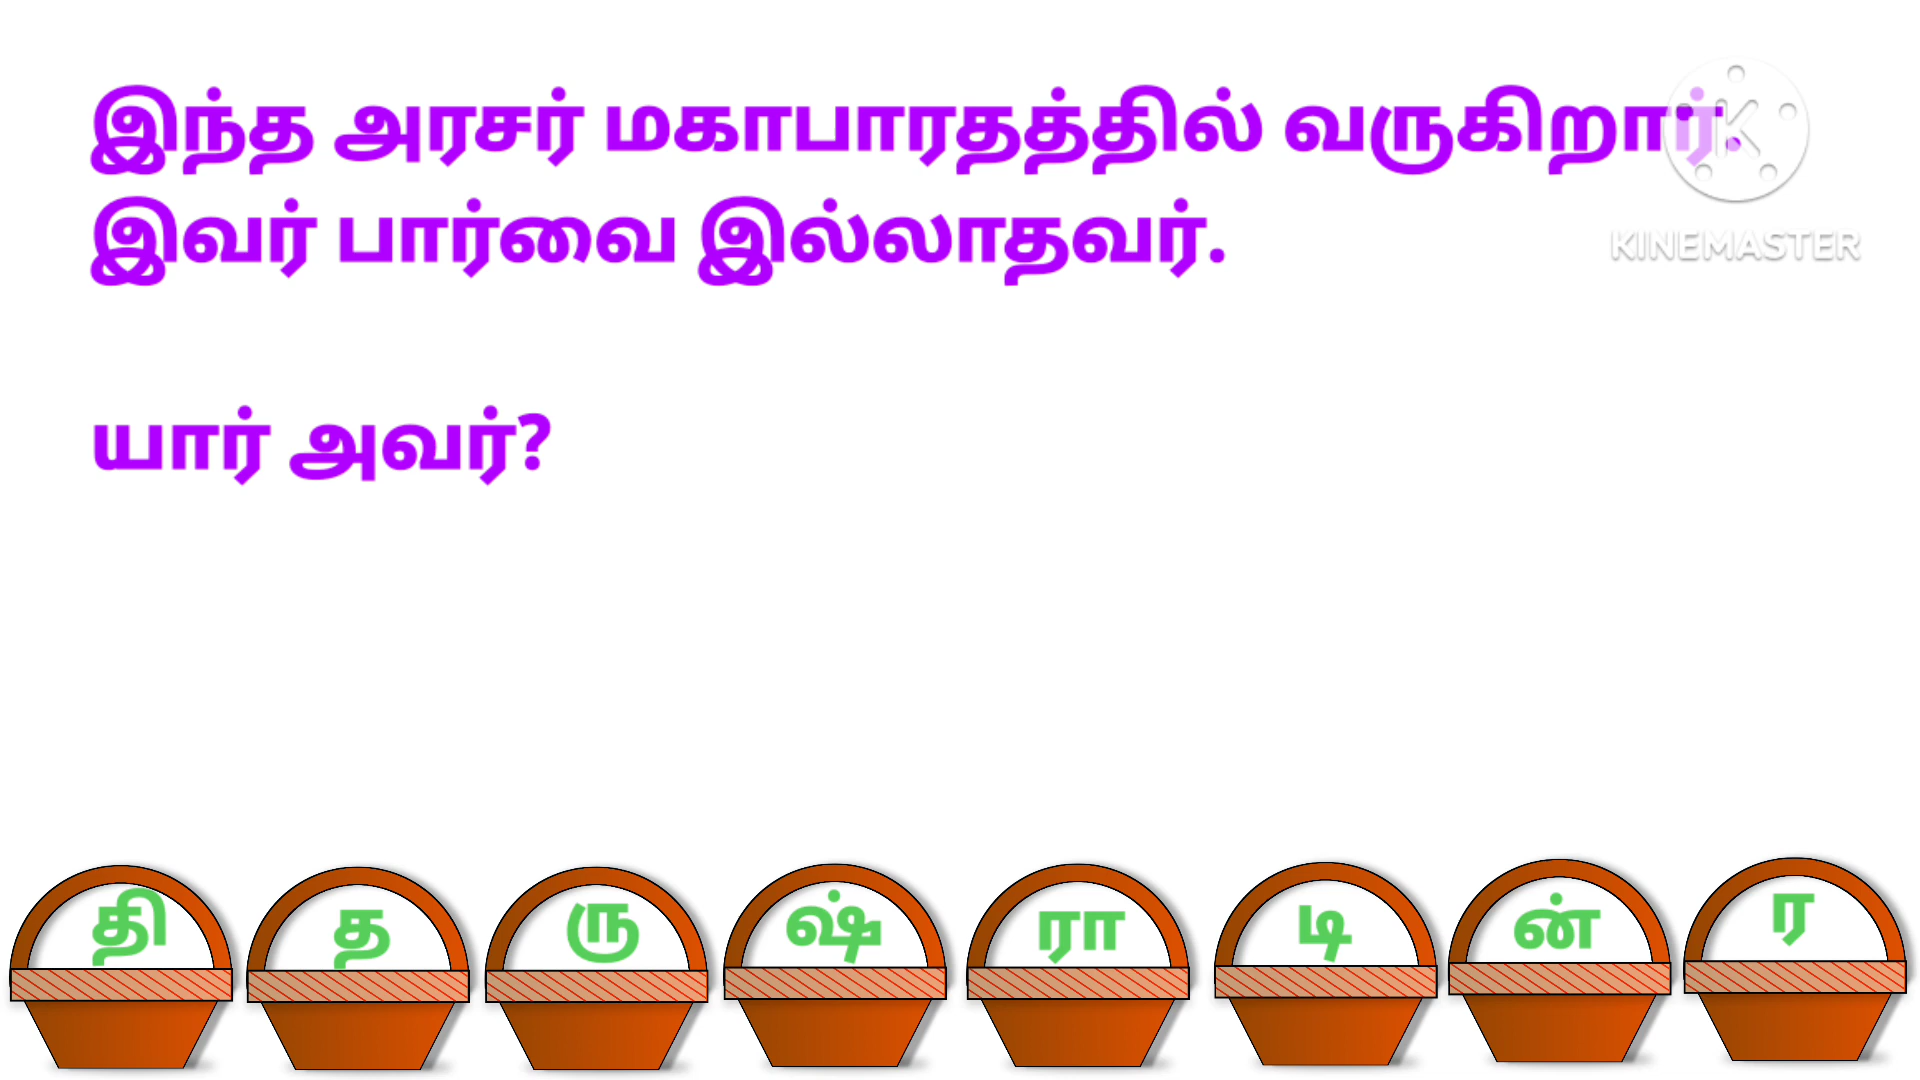 இந்த அரசர் மகாபாரதத்தில் வருகிறார்.
இவர் பார்வை இல்லாதவர்.
KINEMASTER
யார் அவர்?
தி த ரு ஷ் ரா டி ன் ர